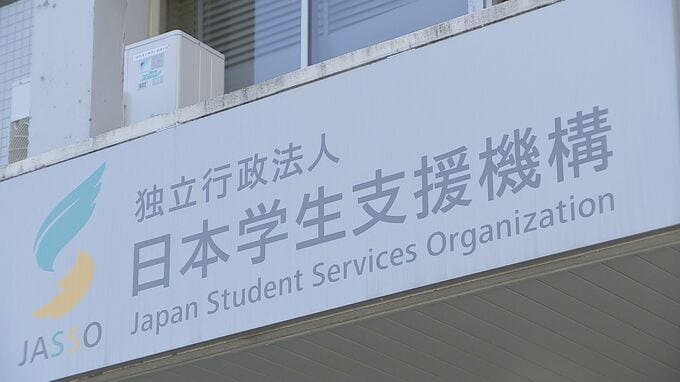 独立行政法人
日本学生支援機構
Japan Student Services Organization
JASSO